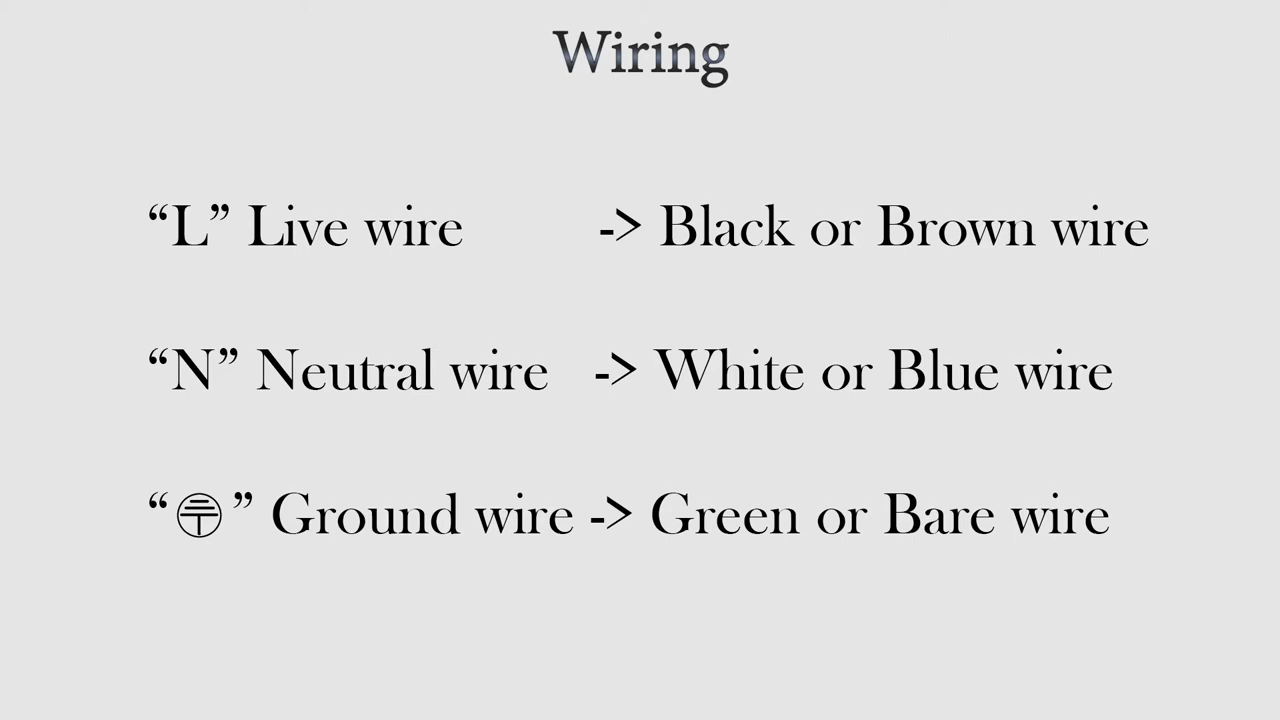 Wiring
“L” Live wire -> Black or Brown wire
“N” Neutral wire -> White or Blue wire
“⏚” Ground wire -> Green or Bare wire